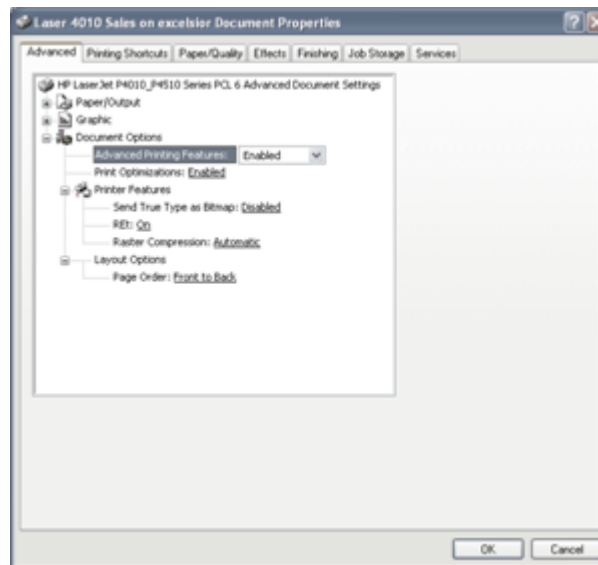 Laser 4010 Sales on excelsior Document Properties
Advanced Printing Shortcuts Paper/Quality Effects Finishing Job Storage Services
HP LaserJet P4010_P4510 Series PCL 6 Advanced Document Settings
Paper/Output
Graphic
Document Options
Advanced Printing Features: Enabled
Print Optimizations: Enabled
Printer Features
Send True Type as Bitmap: Disabled
REt: On
Raster Compression: Automatic
Layout Options
Page Order: Front to Back
OK Cancel